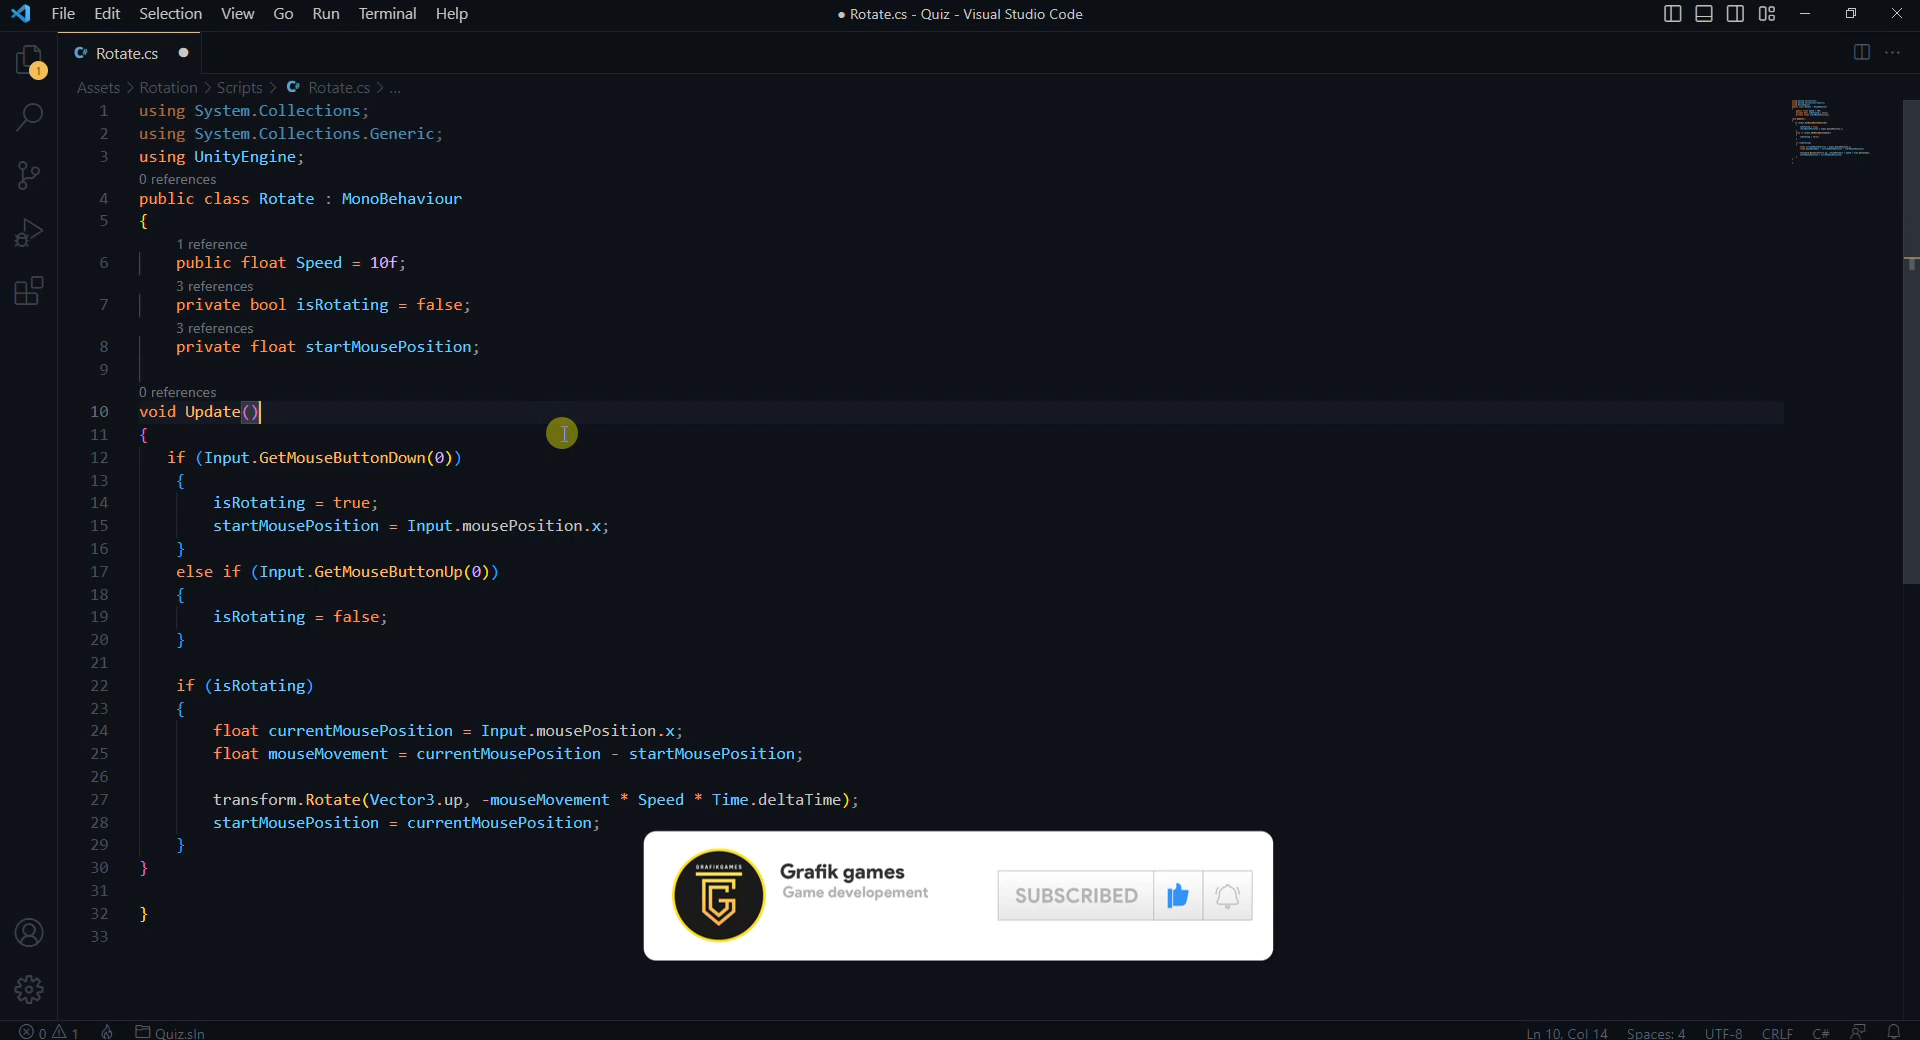 File Edit Selection View Go Run Terminal Help
● Rotate.cs - Quiz - Visual Studio Code
C# Rotate.cs ●
1
Assets > Rotation > Scripts > C# Rotate.cs > ...
1 using System.Collections;
2 using System.Collections.Generic;
3 using UnityEngine;
0 references
4 public class Rotate : MonoBehaviour
5 {
1 reference
6 public float Speed = 10f;
3 references
7 private bool isRotating = false;
3 references
8 private float startMousePosition;
9
0 references
10 void Update()
11 {
12 if (Input.GetMouseButtonDown(0))
13 {
14 isRotating = true;
15 startMousePosition = Input.mousePosition.x;
16 }
17 else if (Input.GetMouseButtonUp(0))
18 {
19 isRotating = false;
20 }
21
22 if (isRotating)
23 {
24 float currentMousePosition = Input.mousePosition.x;
25 float mouseMovement = currentMousePosition - startMousePosition;
26
27 transform.Rotate(Vector3.up, -mouseMovement * Speed * Time.deltaTime);
28 startMousePosition = currentMousePosition;
29 }
30 }
31
32 }
33
GRAFIKGAMES
Grafik games
Game developement
SUBSCRIBED
0 1 Quiz.sln
Ln 10, Col 14 Spaces: 4 UTF-8 CRLF C#